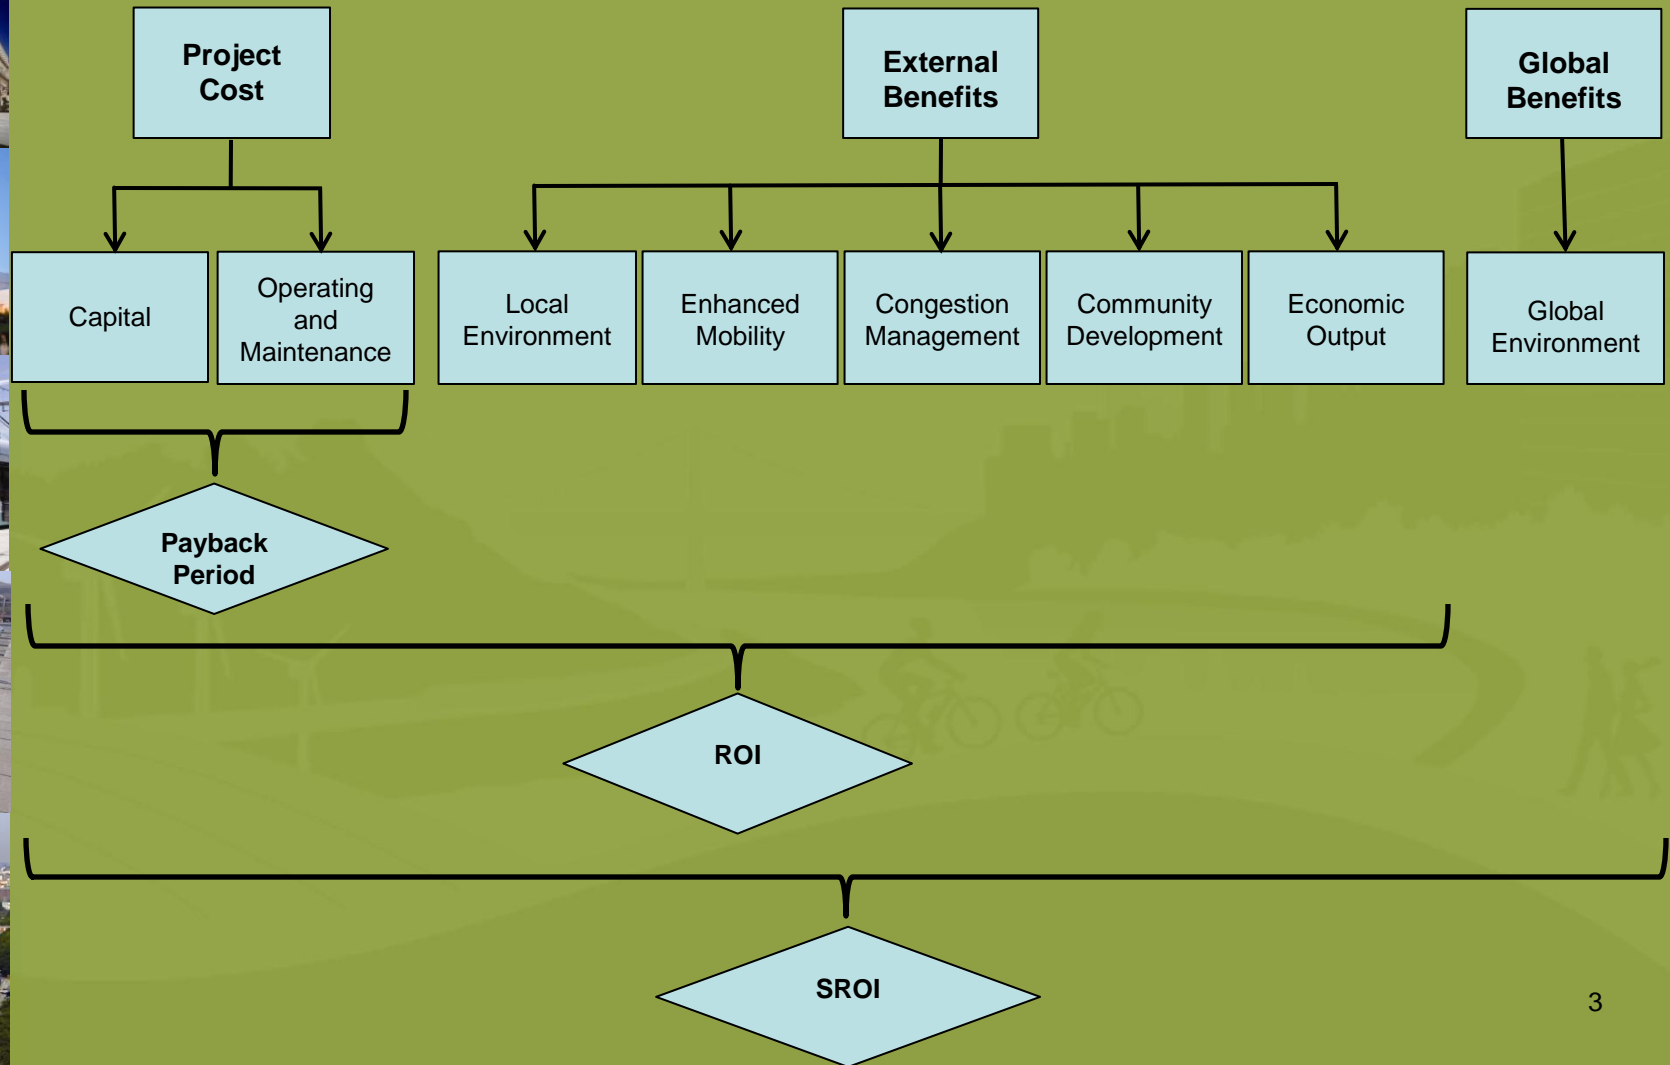 Project
Cost
External
Benefits
Global
Benefits
Capital
Operating
and
Maintenance
Local
Environment
Enhanced
Mobility
Congestion
Management
Community
Development
Economic
Output
Global
Environment
Payback
Period
ROI
SROI
3